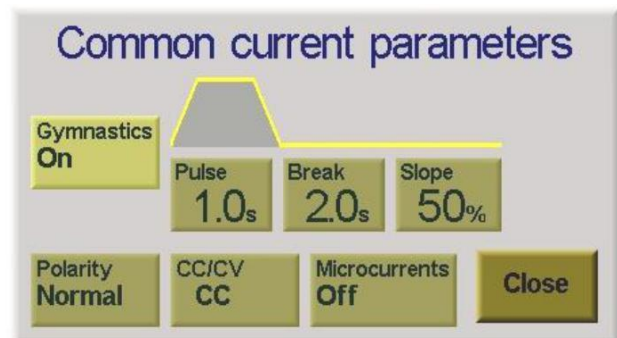 Common current parameters
Gymnastics
On
Pulse
1.0s
Break
2.0s
Slope
50%
Polarity
Normal
CC/CV
CC
Microcurrents
Off
Close